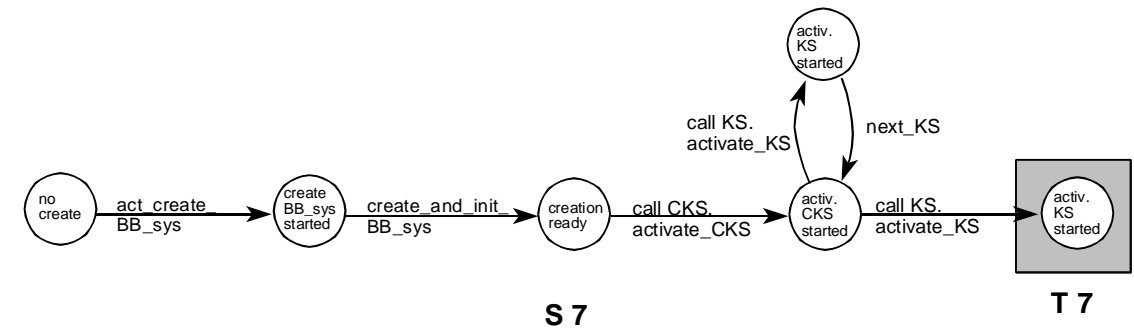 activ.
KS
started
call KS.
activate_KS
next_KS
no
create
act_create_
BB_sys
create
BB_sys
started
create_and_init_
BB_sys
creation
ready
call CKS.
activate_CKS
activ.
CKS
started
call KS.
activate_KS
activ.
KS
started
S 7
T 7